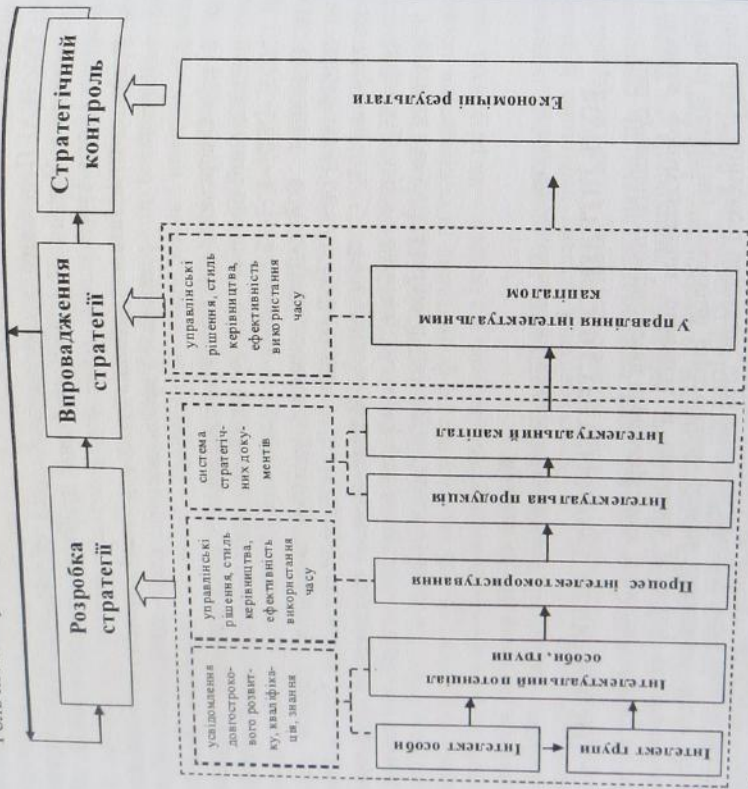 Розробка
стратегії
Впровадження
стратегії
Стратегічний
контроль
усвідомлення
довгостроко-
вого розвит-
ку, кваліфіка-
ція, знання
управлінські
рішення, стиль
керівництва,
ефективність
використання
часу
система
стратегіч-
них доку-
ментів
управлінські
рішення, стиль
керівництва,
ефективність
використання
часу
Інтелект особи
Інтелект групи
Інтелектуальний потенціал
особи, групи
Процес інтелектокористування
Інтелектуальна продукція
Інтелектуальний капітал
Управління інтелектуальним
капіталом
Економічні результати